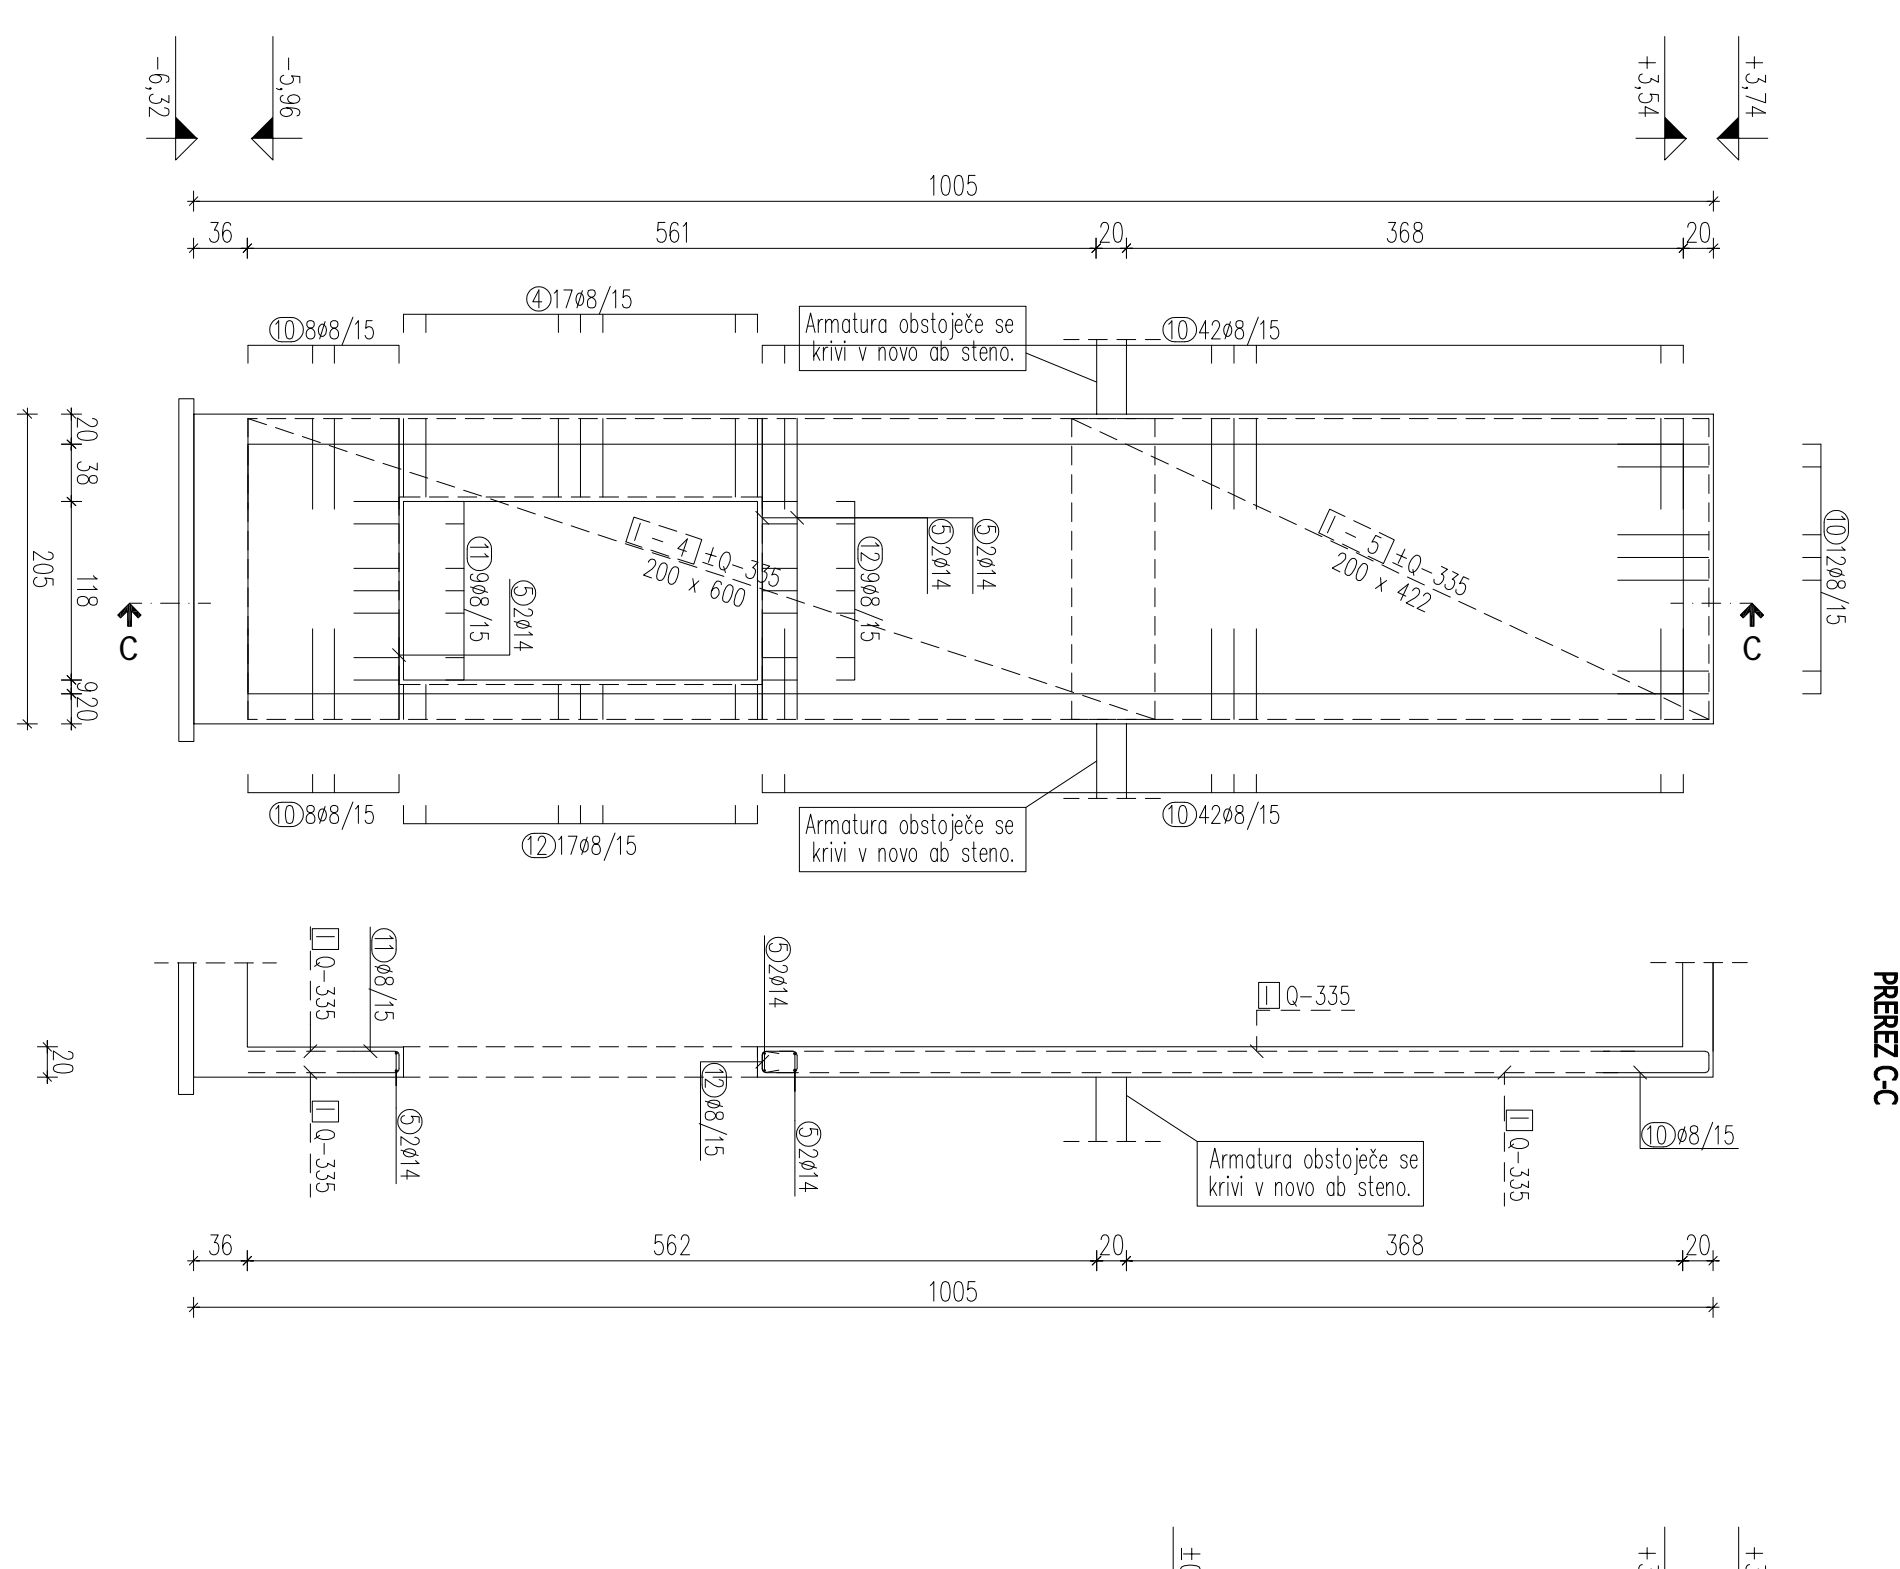 -6,32
-5,96
+3,54
+3,74
1005
36
561
20
368
20
④17ø8/15
⑩8ø8/15
Armatura obstoječe se
krivi v novo ab steno.
⑩42ø8/15
20
38
118
9
20
205
C
⑪9ø8/15
⑤2ø14
I - 4 ±Q-335
200 x 600
⑫9ø8/15
⑤2ø14
⑤2ø14
I - 5 ±Q-335
200 x 422
⑩12ø8/15
C
⑩8ø8/15
⑫17ø8/15
Armatura obstoječe se
krivi v novo ab steno.
⑩42ø8/15
I Q-335
⑪ø8/15
⑤2ø14
I Q-335
PREREZ C-C
20
I Q-335
⑤2ø14
⑫ø8/15
⑤2ø14
Armatura obstoječe se
krivi v novo ab steno.
I Q-335
⑩ø8/15
36
562
20
368
20
1005